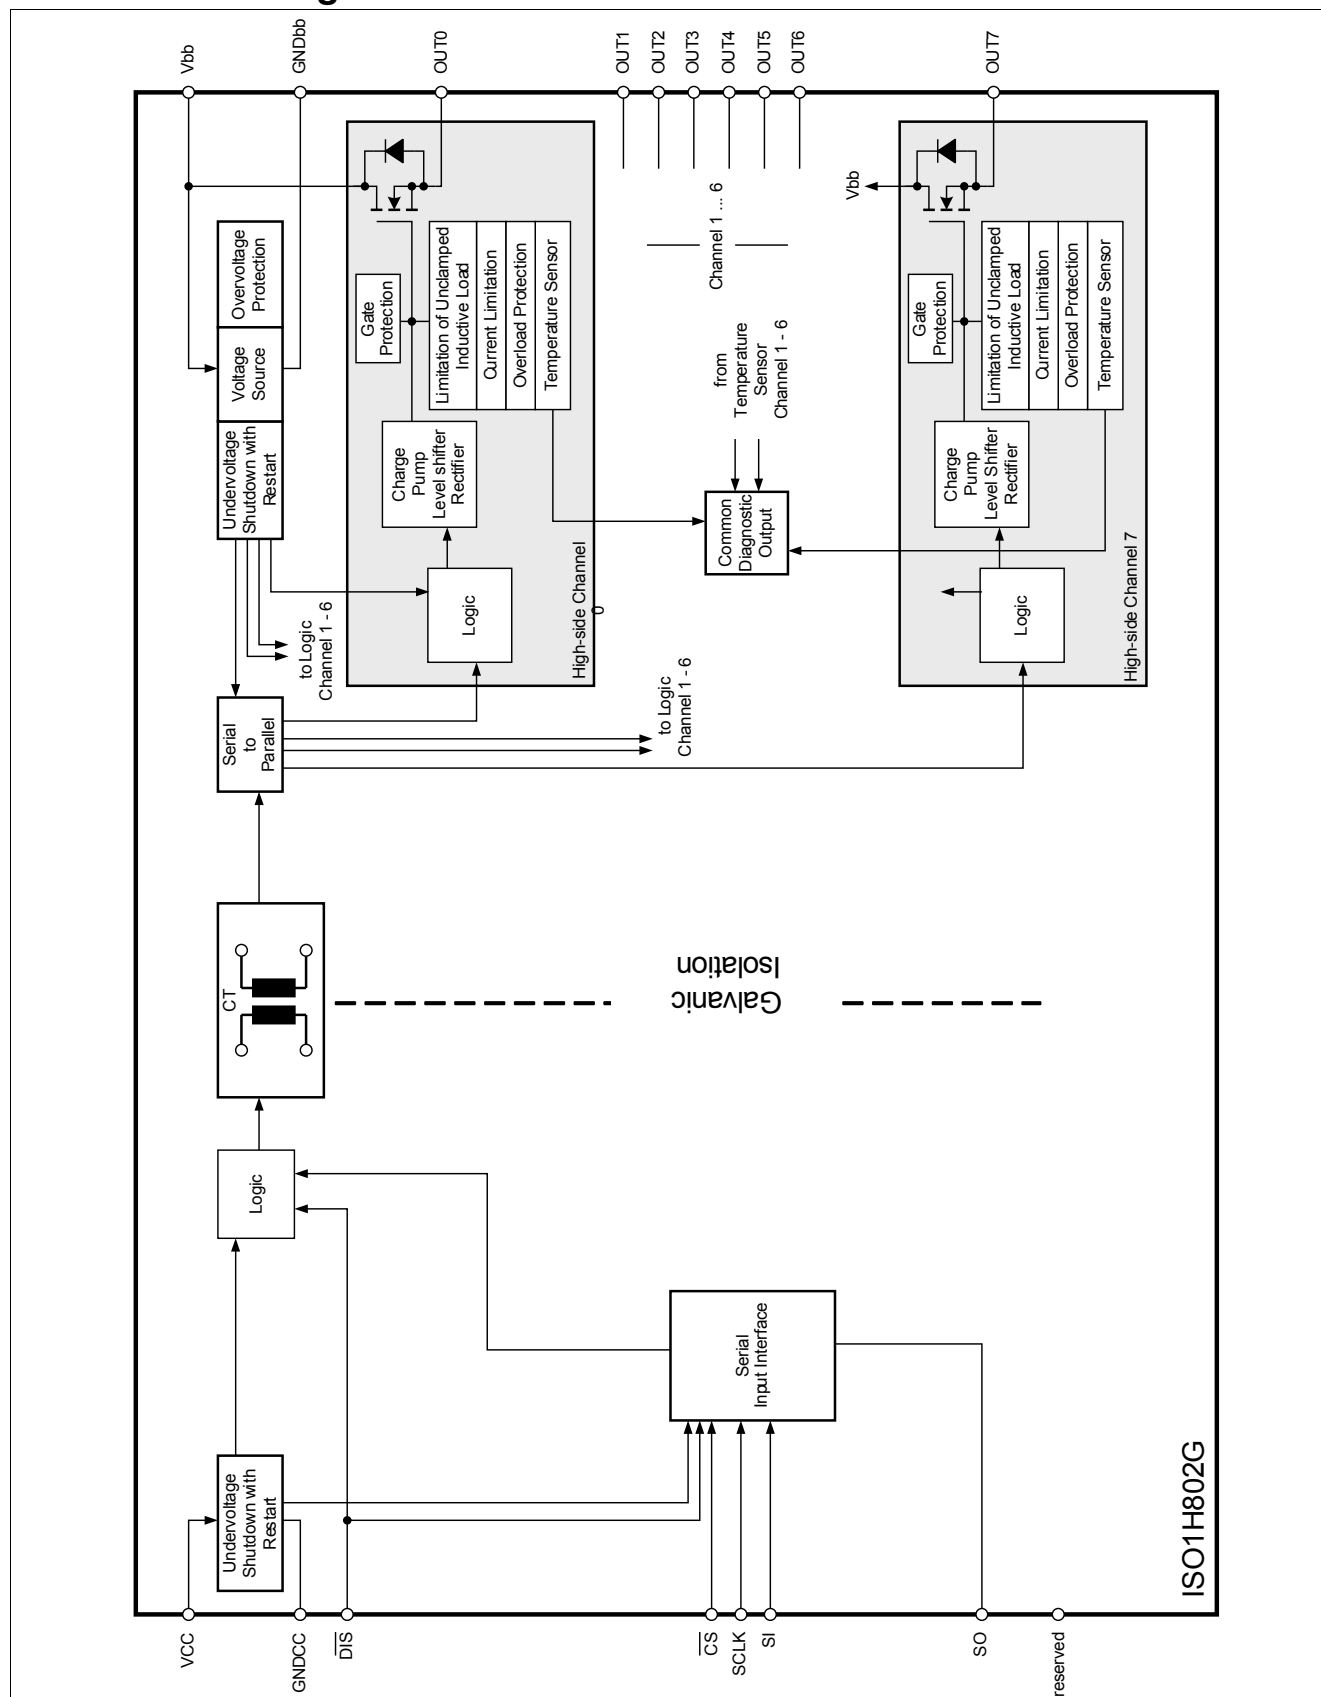 g
Vbb
GNDbb
OUT0
OUT1
OUT2
OUT3
OUT4
OUT5
OUT6
OUT7
Overvoltage
Protection
Voltage
Source
Undervoltage
Shutdown with
Restart
to Logic
Channel 1 - 6
Serial
to
Parallel
Gate
Protection
Limitation of Unclamped
Inductive Load
Current Limitation
Overload Protection
Temperature Sensor
Charge
Pump
Level shifter
Rectifier
Logic
High-side Channel
0
Channel 1 ... 6
from
Temperature
Sensor
Channel 1 - 6
Common
Diagnostic
Output
to Logic
Channel 1 - 6
Vbb
Gate
Protection
Limitation of Unclamped
Inductive Load
Current Limitation
Overload Protection
Temperature Sensor
Charge
Pump
Level Shifter
Rectifier
Logic
High-side Channel 7
CT
Galvanic
Isolation
Logic
Serial
Input Interface
Undervoltage
Shutdown with
Restart
VCC
GNDCC
DIS
CS
SCLK
SI
SO
reserved
ISO1H802G